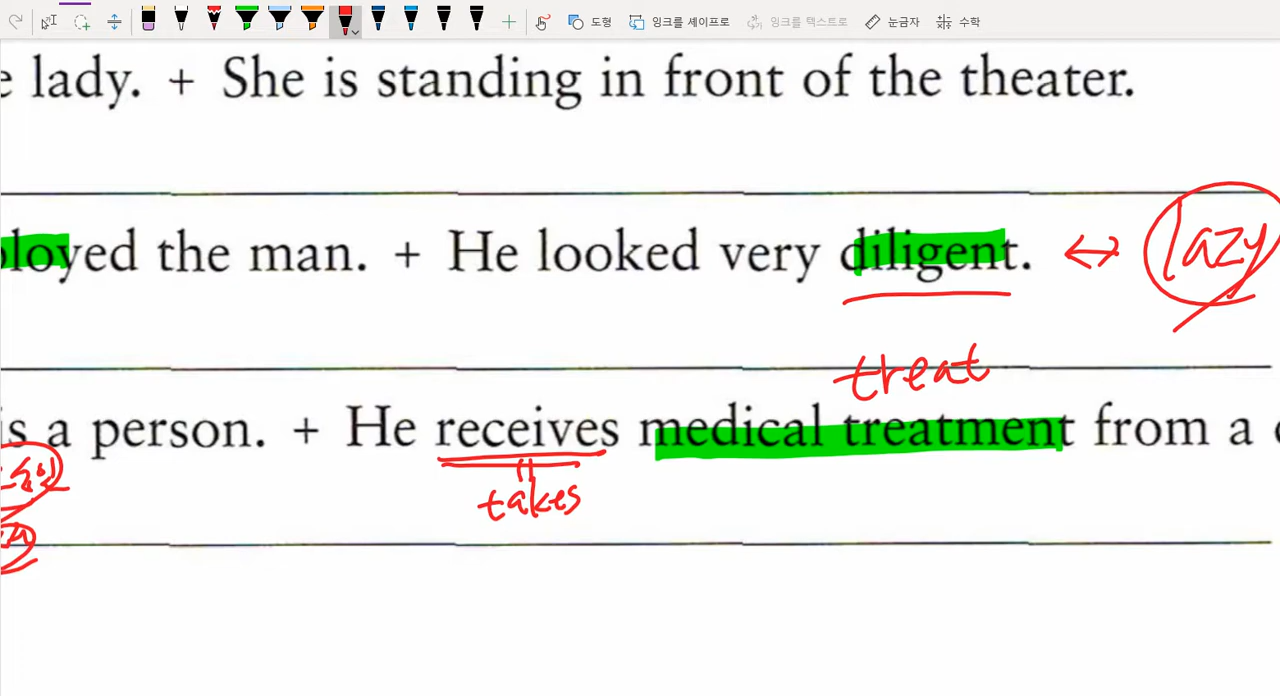 도형 잉크를 셰이프로 잉크를 텍스트로 눈금자 수학
e lady. + She is standing in front of the theater.
ployed the man. + He looked very diligent. ↔ lazy
treat
is a person. + He receives medical treatment from a
takes